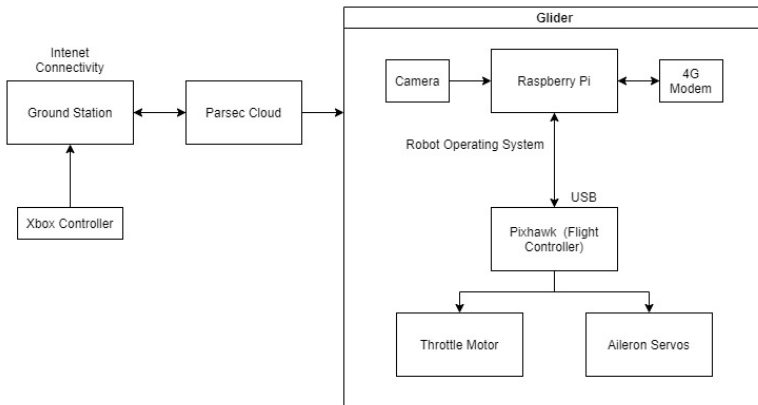 Glider
Intenet
Connectivity
Ground Station
Parsec Cloud
Camera
Raspberry Pi
4G
Modem
Robot Operating System
USB
Xbox Controller
Pixhawk (Flight
Controller)
Throttle Motor
Aileron Servos